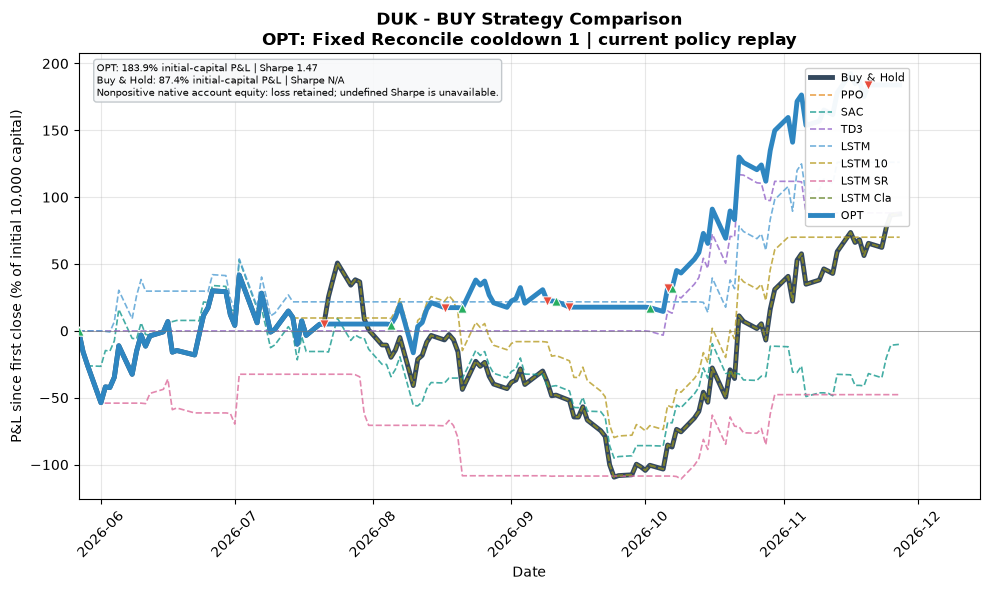 DUK - BUY Strategy Comparison
OPT: Fixed Reconcile cooldown 1 | current policy replay
OPT: 183.9% initial-capital P&L | Sharpe 1.47
Buy & Hold: 87.4% initial-capital P&L | Sharpe N/A
Nonpositive native account equity: loss retained; undefined Sharpe is unavailable.
Buy & Hold
PPO
SAC
TD3
LSTM
LSTM 10
LSTM SR
LSTM Cla
OPT
P&L since first close (% of initial 10,000 capital)
200
150
100
50
0
−50
−100
2026-06
2026-07
2026-08
2026-09
2026-10
2026-11
2026-12
Date